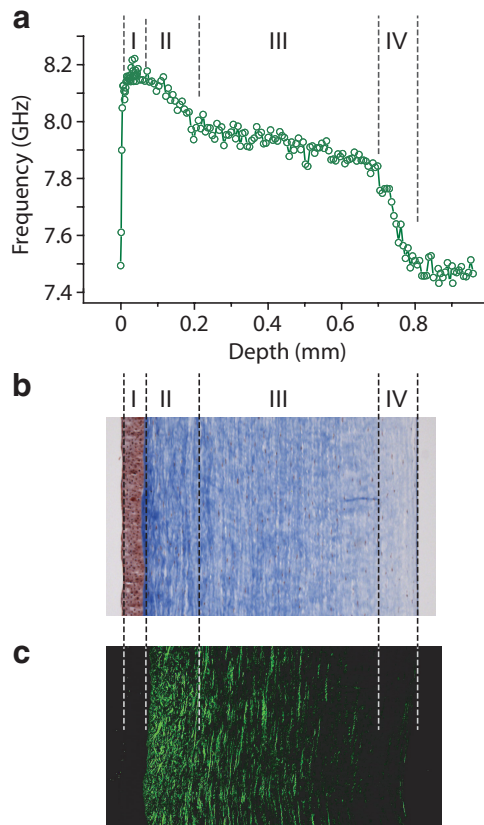 a
I II III IV
8.2
8.0
7.8
7.6
7.4
Frequency (GHz)
0 0.2 0.4 0.6 0.8
Depth (mm)
b
I II III IV
c